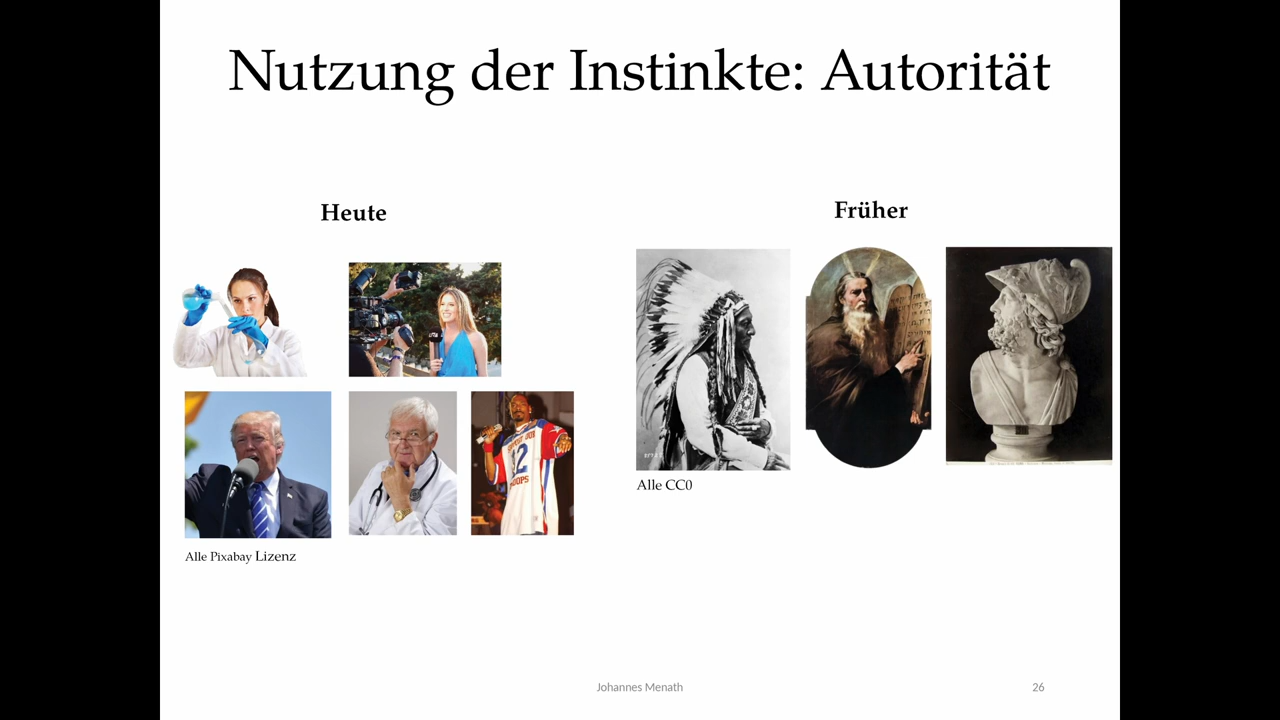 Nutzung der Instinkte: Autorität
Heute
Früher
Alle CC0
Alle Pixabay Lizenz
Johannes Menath
26